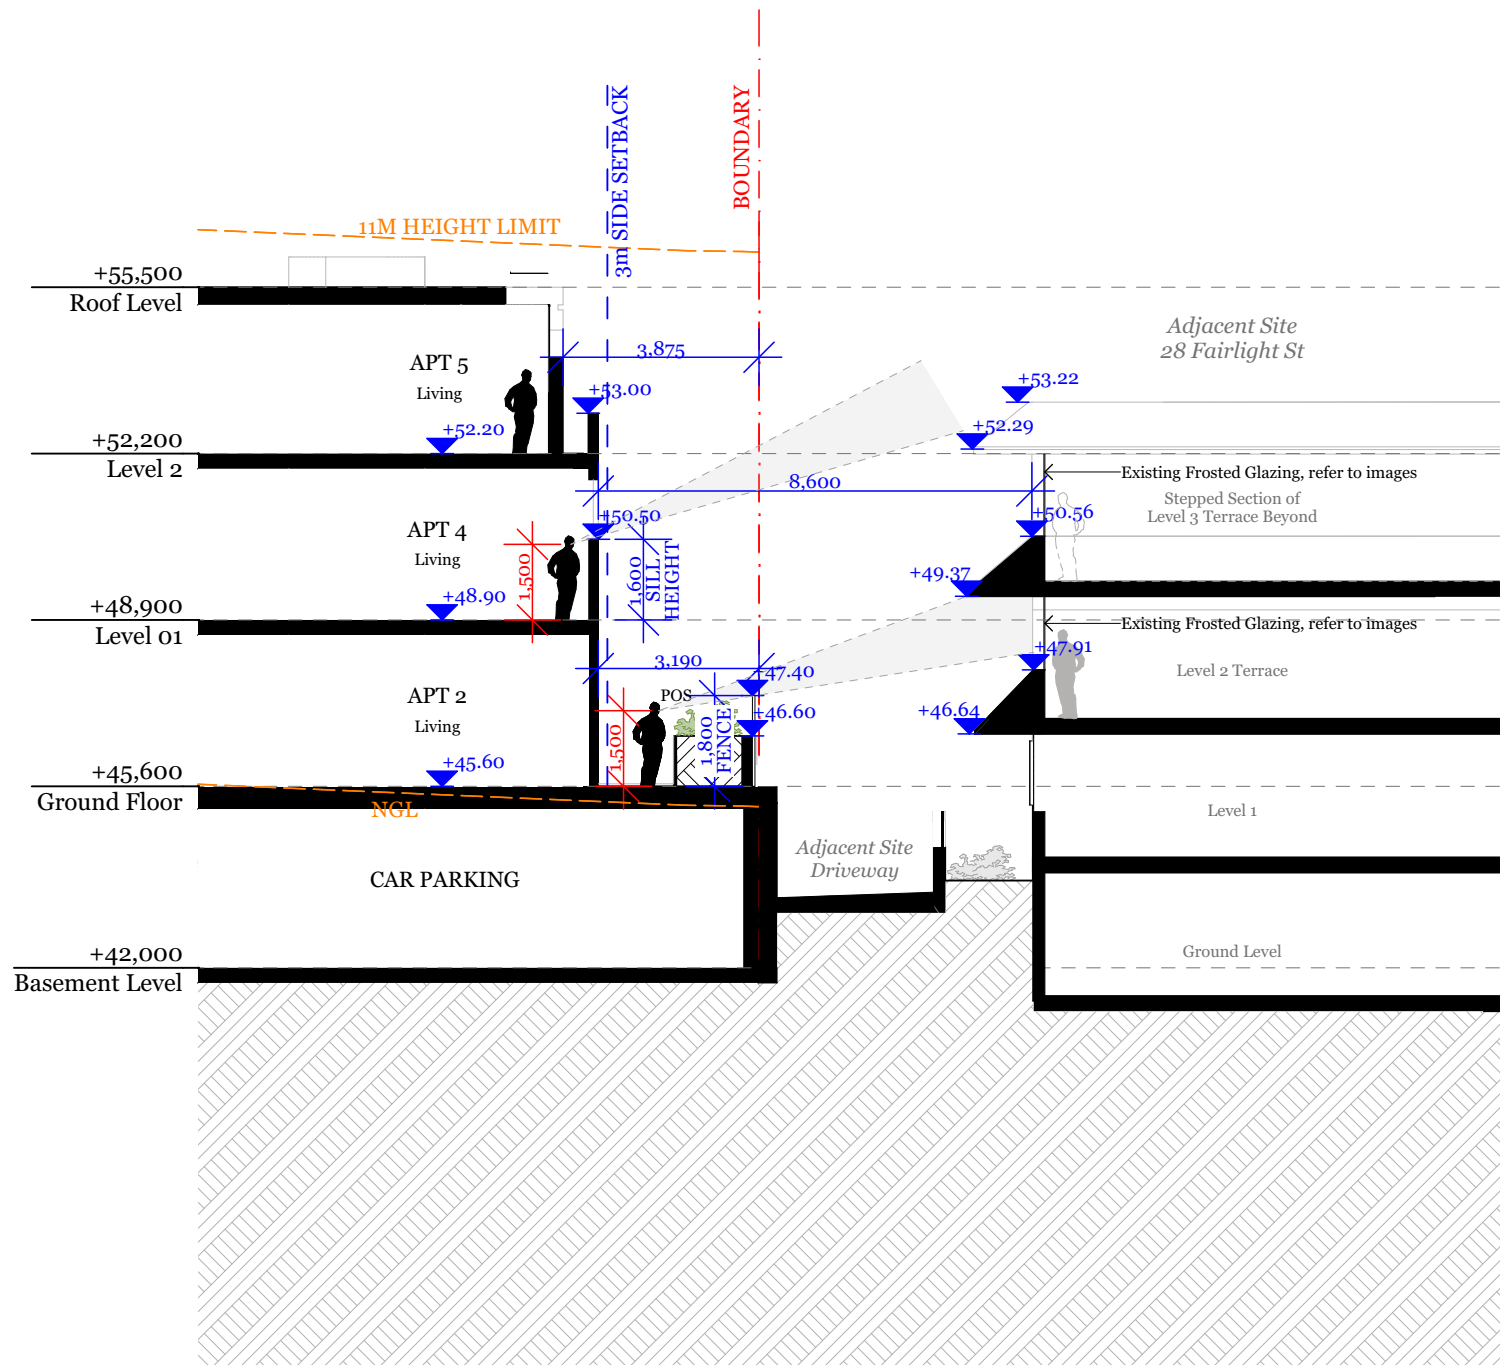 3m SIDE SETBACK
BOUNDARY
11M HEIGHT LIMIT
+55,500
Roof Level
Adjacent Site
28 Fairlight St
3,875
APT 5
Living
+53.00
+53.22
+52.20
+52.29
+52,200
Level 2
Existing Frosted Glazing, refer to images
8,600
Stepped Section of
Level 3 Terrace Beyond
+50.50
+50.56
APT 4
Living
1,500
1,600
SILL
HEIGHT
+49.37
+48.90
+48,900
Level 01
Existing Frosted Glazing, refer to images
+47.91
3,190
Level 2 Terrace
+47.40
POS
APT 2
Living
+46.60
+46.64
1,500
1,800
FENCE
+45.60
+45,600
Ground Floor
NGL
Level 1
Adjacent Site
Driveway
CAR PARKING
+42,000
Basement Level
Ground Level